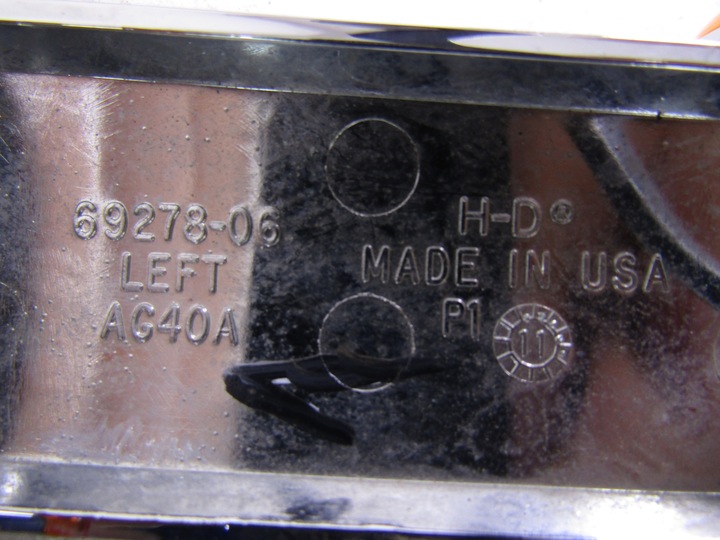 69278-06
LEFT
AG40A
H-D®
MADE IN USA
P1
11